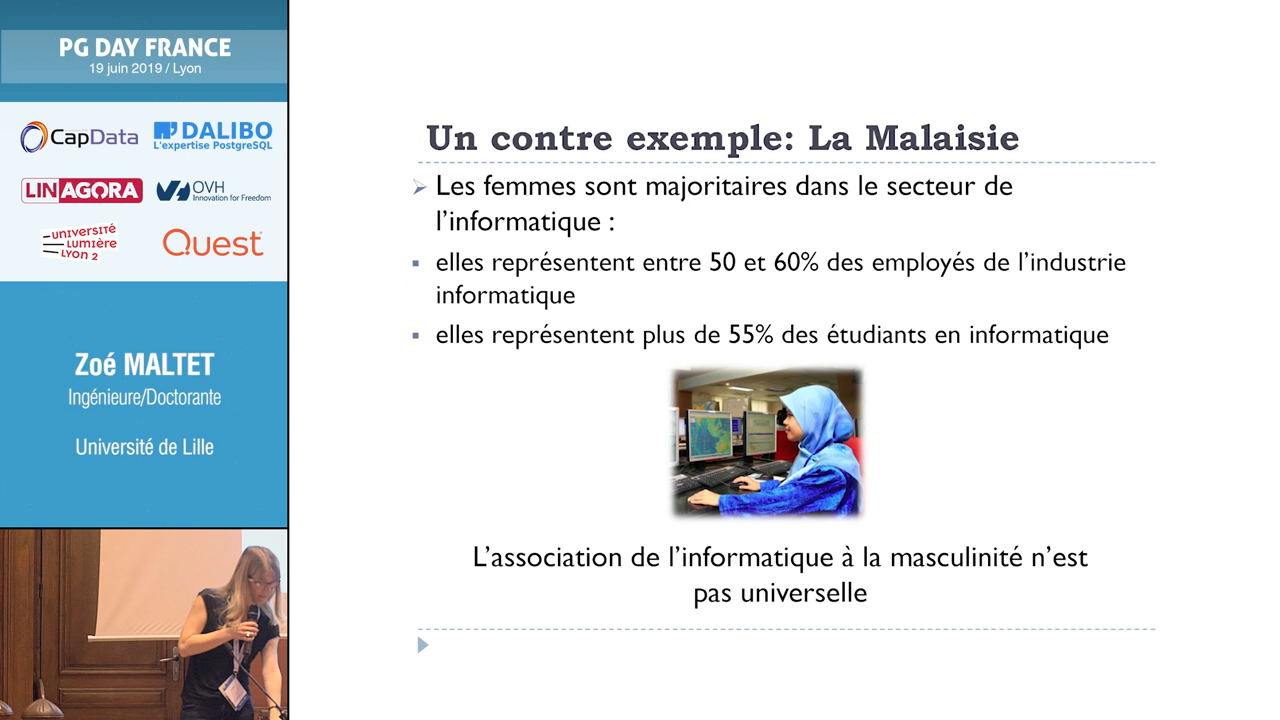 PG DAY FRANCE
19 juin 2019 / Lyon
CapData
DALIBO
L'expertise PostgreSQL
LINAGORA
OVH
Innovation for Freedom
UNIVERSITÉ
LUMIÈRE
LYON 2
Quest
Zoé MALTET
Ingénieure/Doctorante
Université de Lille
Un contre exemple: La Malaisie
Les femmes sont majoritaires dans le secteur de
l’informatique :
elles représentent entre 50 et 60% des employés de l’industrie
informatique
elles représentent plus de 55% des étudiants en informatique
L’association de l’informatique à la masculinité n’est
pas universelle